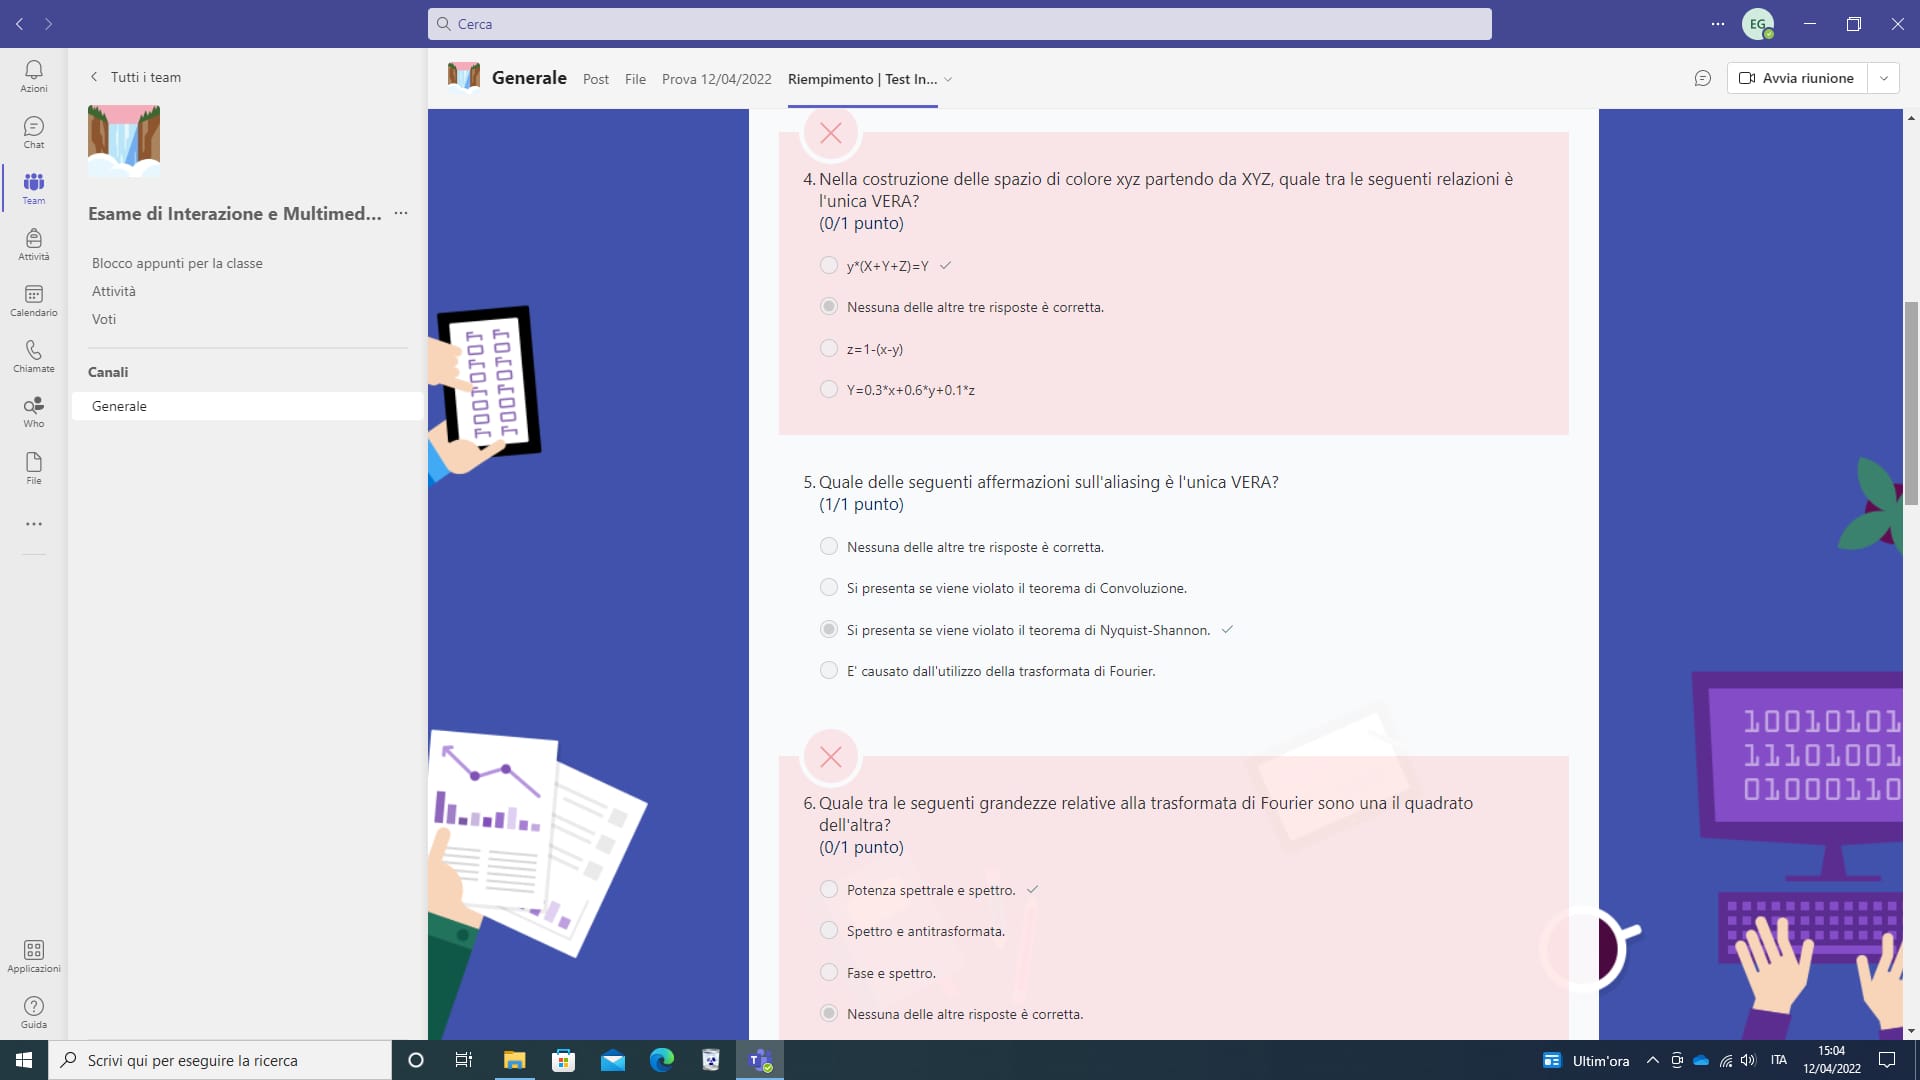 Cerca
EG
Azioni
Chat
Team
Attività
Calendario
Chiamate
Who
File
Applicazioni
Guida
Tutti i team
Esame di Interazione e Multimed...
Blocco appunti per la classe
Attività
Voti
Canali
Generale
Generale Post File Prova 12/04/2022 Riempimento | Test In...
Avvia riunione
4. Nella costruzione delle spazio di colore xyz partendo da XYZ, quale tra le seguenti relazioni è
l'unica VERA?
(0/1 punto)
y*(X+Y+Z)=Y
Nessuna delle altre tre risposte è corretta.
z=1-(x-y)
Y=0.3*x+0.6*y+0.1*z
5. Quale delle seguenti affermazioni sull'aliasing è l'unica VERA?
(1/1 punto)
Nessuna delle altre tre risposte è corretta.
Si presenta se viene violato il teorema di Convoluzione.
Si presenta se viene violato il teorema di Nyquist-Shannon.
E' causato dall'utilizzo della trasformata di Fourier.
6. Quale tra le seguenti grandezze relative alla trasformata di Fourier sono una il quadrato
dell'altra?
(0/1 punto)
Potenza spettrale e spettro.
Spettro e antitrasformata.
Fase e spettro.
Nessuna delle altre risposte è corretta.
10010101
11101001
01000110
Scrivi qui per eseguire la ricerca
Ultim'ora
ITA
15:04
12/04/2022